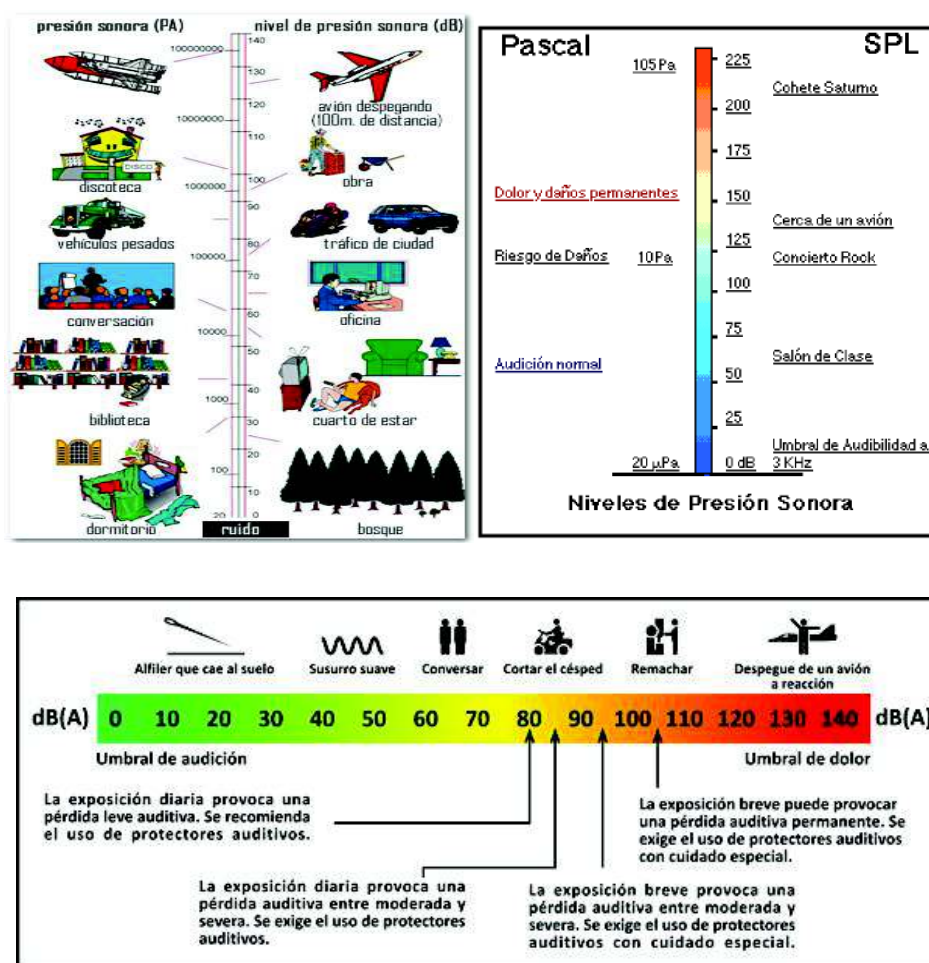 presión sonora (PA)
nivel de presión sonora (dB)
100000000
10000000
1000000
100000
10000
1000
100
20
140
130
120
110
100
90
80
70
60
50
40
30
20
10
0
avión despegando
(100m. de distancia)
DISCO
discoteca
obra
vehículos pesados
tráfico de ciudad
conversación
oficina
biblioteca
cuarto de estar
dormitorio
ruido
bosque
Pascal
SPL
105Pa
225
Cohete Saturno
200
175
Dolor y daños permanentes
150
Cerca de un avión
Riesgo de Daños
10Pa
125
Concierto Rock
100
75
Audición normal
Salón de Clase
50
25
Umbral de Audibilidad a
20 µPa
0 dB
3 KHz
Niveles de Presión Sonora
Alfiler que cae al suelo
Susurro suave
Conversar
Cortar el césped
Remachar
Despegue de un avión
a reacción
dB(A) 0 10 20 30 40 50 60 70 80 90 100 110 120 130 140 dB(A)
Umbral de audición
Umbral de dolor
La exposición diaria provoca una
pérdida leve auditiva. Se recomienda
el uso de protectores auditivos.
La exposición breve puede provocar
una pérdida auditiva permanente. Se
exige el uso de protectores auditivos
con cuidado especial.
La exposición diaria provoca una
pérdida auditiva entre moderada y
severa. Se exige el uso de protectores
auditivos.
La exposición breve provoca una
pérdida auditiva entre moderada y
severa. Se exige el uso de protectores
auditivos con cuidado especial.